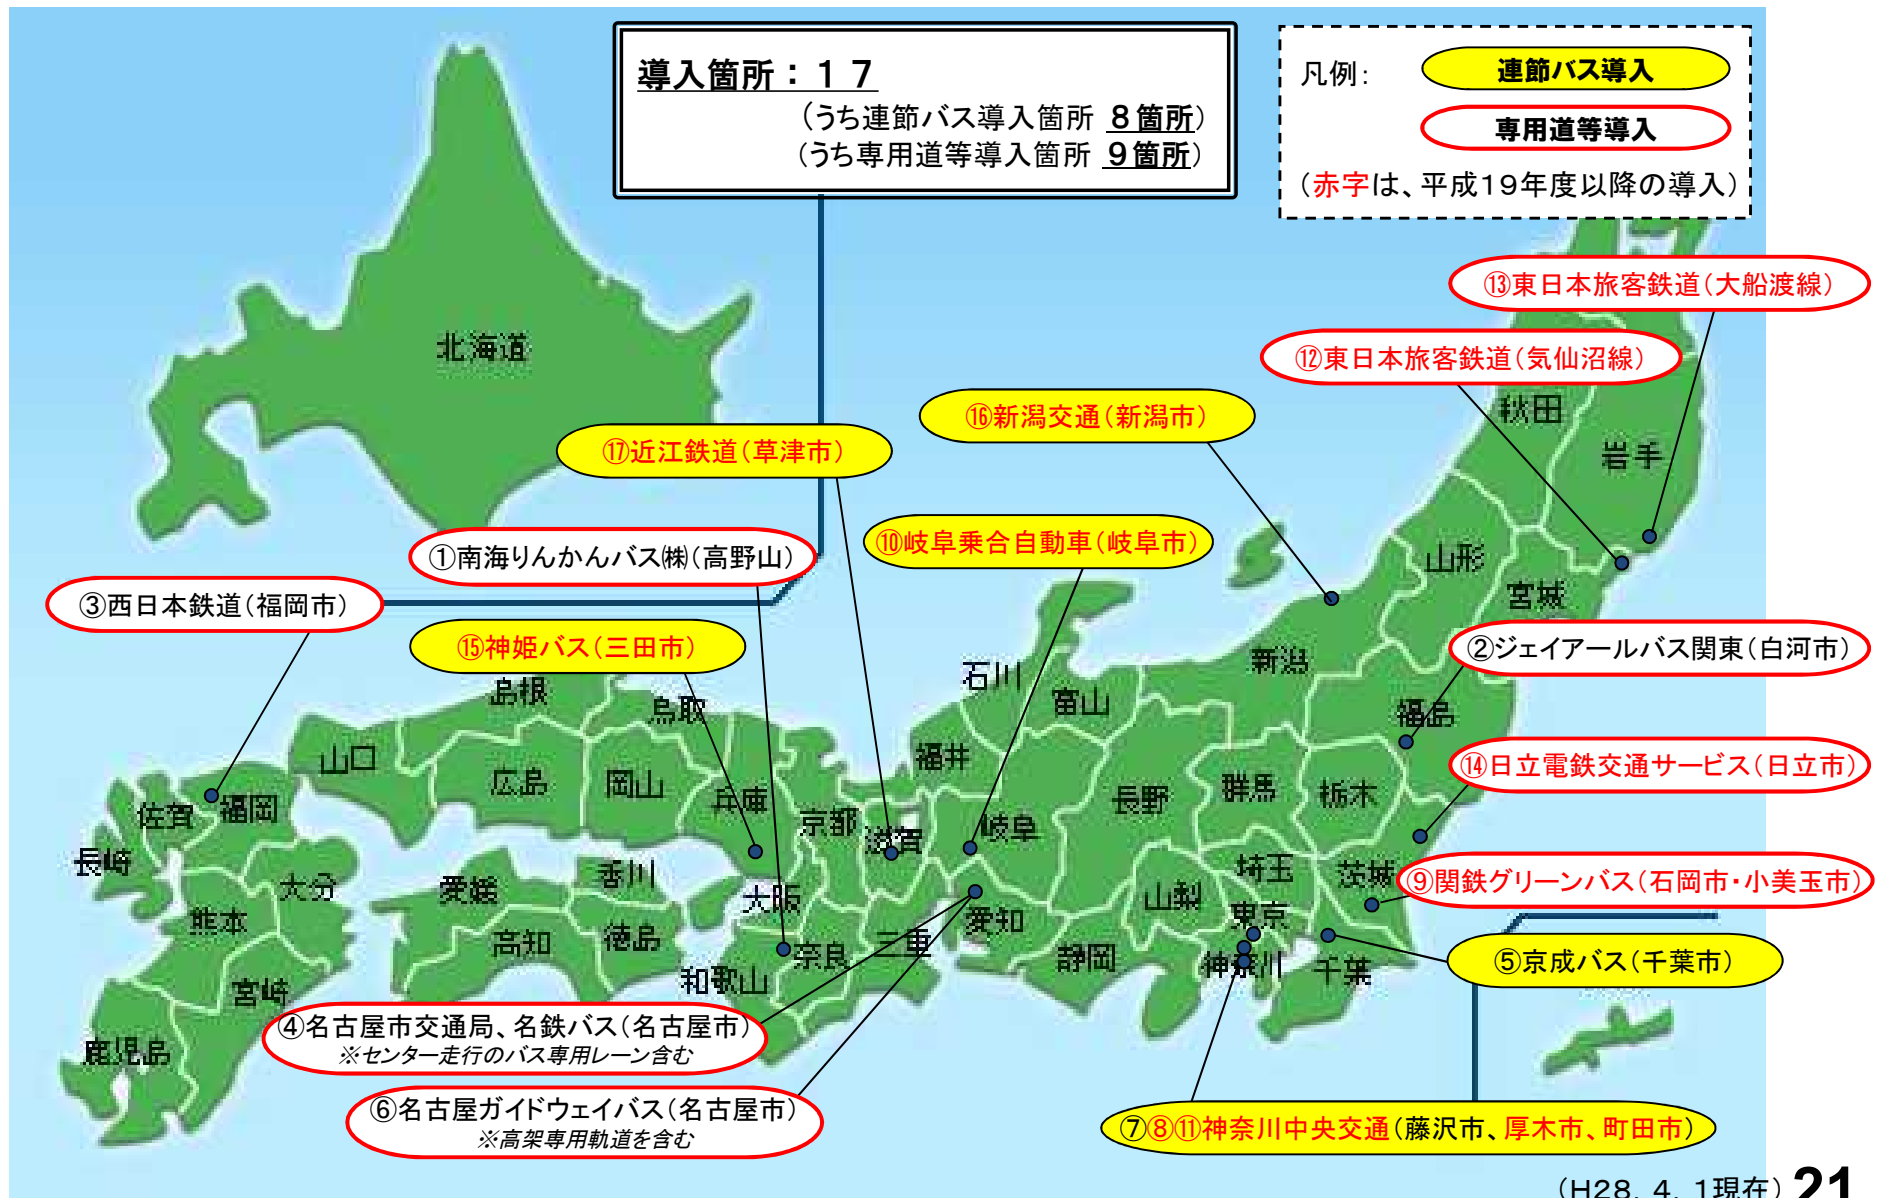 導入箇所：１７
（うち連節バス導入箇所 ８箇所）
（うち専用道等導入箇所 ９箇所）
凡例：
連節バス導入
専用道等導入
（赤字は、平成１９年度以降の導入）
⑬東日本旅客鉄道（大船渡線）
⑫東日本旅客鉄道（気仙沼線）
⑯新潟交通（新潟市）
⑰近江鉄道（草津市）
⑩岐阜乗合自動車（岐阜市）
①南海りんかんバス㈱（高野山）
③西日本鉄道（福岡市）
⑮神姫バス（三田市）
②ジェイアールバス関東（白河市）
⑭日立電鉄交通サービス（日立市）
⑨関鉄グリーンバス（石岡市・小美玉市）
⑤京成バス（千葉市）
④名古屋市交通局、名鉄バス（名古屋市）
※センター走行のバス専用レーン含む
⑥名古屋ガイドウェイバス（名古屋市）
※高架専用軌道を含む
⑦⑧⑪神奈川中央交通（藤沢市、厚木市、町田市）
北海道
秋田
岩手
山形
宮城
新潟
福島
石川
富山
福井
長野
群馬
栃木
茨城
埼玉
東京
千葉
神奈川
山梨
静岡
愛知
岐阜
滋賀
三重
京都
大阪
奈良
和歌山
兵庫
鳥取
島根
岡山
広島
山口
香川
愛媛
高知
徳島
福岡
佐賀
長崎
大分
熊本
宮崎
鹿児島
（Ｈ２８．４．１現在）
21